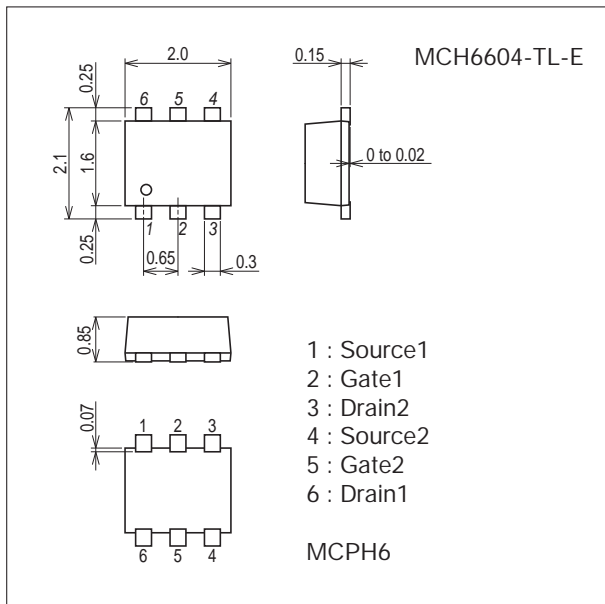 MCH6604-TL-E
0.25
2.0
0.15
6 5 4
2.1
1.6
0 to 0.02
0.25
1 2 3
0.65
0.3
0.85
1 : Source1
2 : Gate1
3 : Drain2
4 : Source2
5 : Gate2
6 : Drain1
0.07
1 2 3
6 5 4
MCPH6